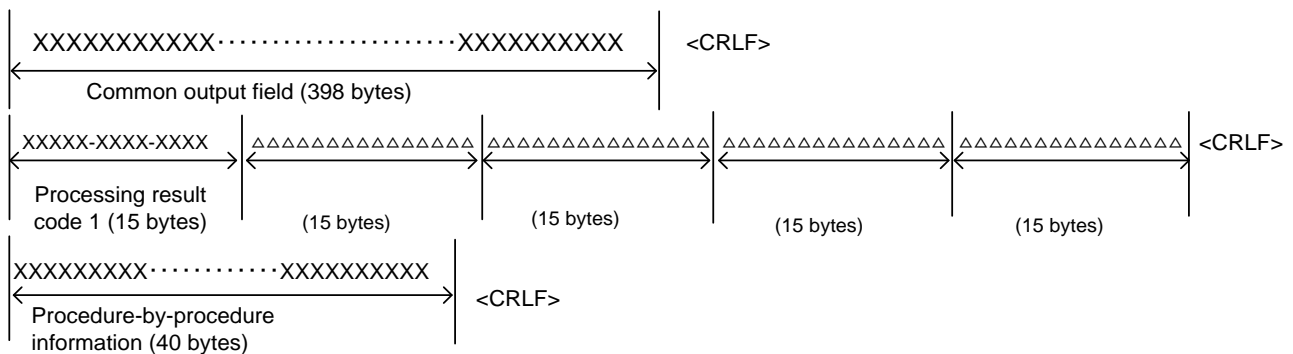 XXXXXXXXXXX······················XXXXXXXXXX <CRLF>
Common output field (398 bytes)
XXXXX-XXXX-XXXX △△△△△△△△△△△△△△△ △△△△△△△△△△△△△△△ △△△△△△△△△△△△△△△ △△△△△△△△△△△△△△△ <CRLF>
Processing result
code 1 (15 bytes) (15 bytes) (15 bytes) (15 bytes) (15 bytes)
XXXXXXXXX·············XXXXXXXXXX <CRLF>
Procedure-by-procedure
information (40 bytes)